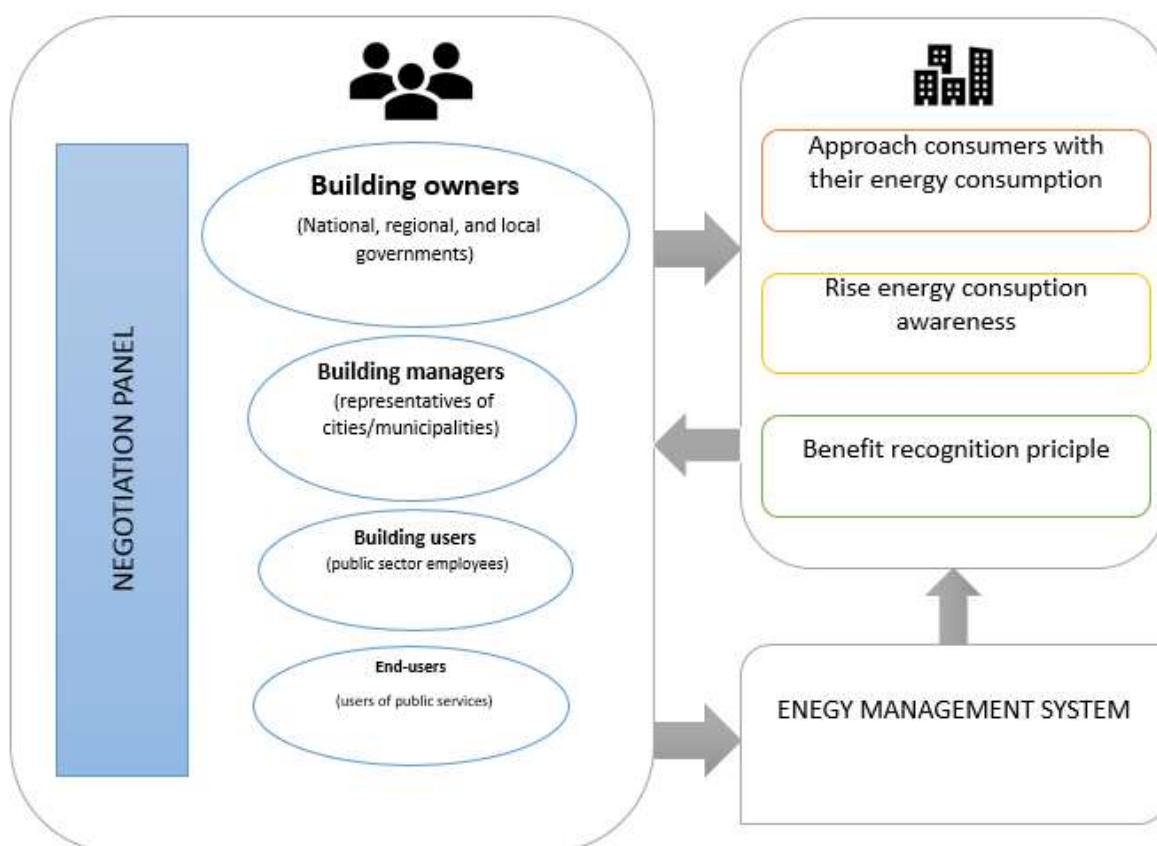 NEGOTIATION PANEL
Building owners
(National, regional, and local
governments)
Building managers
(representatives of
cities/municipalities)
Building users
(public sector employees)
End-users
(users of public services)
Approach consumers with
their energy consumption
Rise energy consuption
awareness
Benefit recognition priciple
ENEGY MANAGEMENT SYSTEM